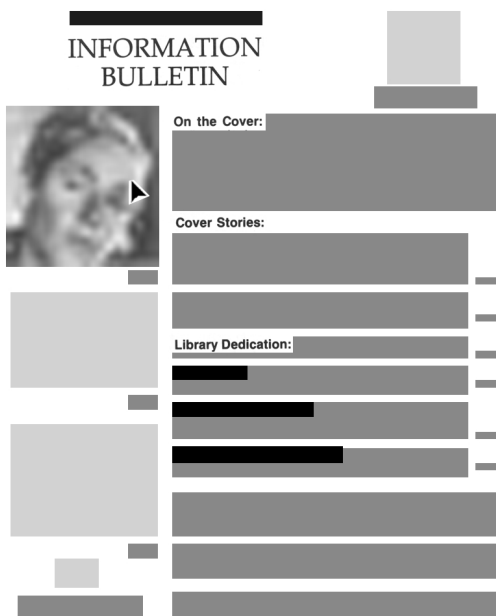 INFORMATION
BULLETIN
On the Cover:
Cover Stories:
Library Dedication: